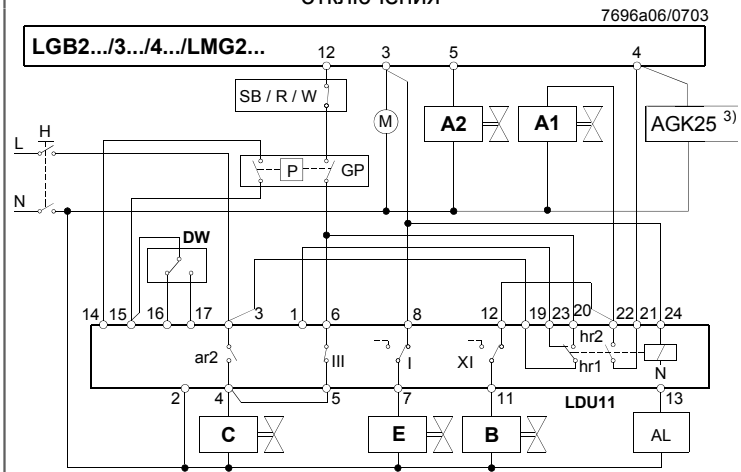 отключения
7696a06/0703
LGB2.../3.../4.../LMG2...
12 3 5 4
SB / R / W
M A2 A1 AGK25 3)
H
L
P GP
N
DW
14 15 16 17 3 1 6 8 12 19 23 20 22 21 24
hr2
ar2 III I XI hr1 N
2 4 5 7 11 LDU11 13
C E B AL